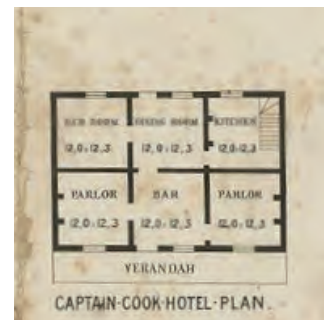 BED ROOM DINING ROOM KITCHEN
12,0×12,3 12,0×12,3 12,0×12,3
PARLOR BAR PARLOR
12,0×12,3 12,0×12,3 12,0×12,3
VERANDAH
CAPTAIN·COOK·HOTEL·PLAN.